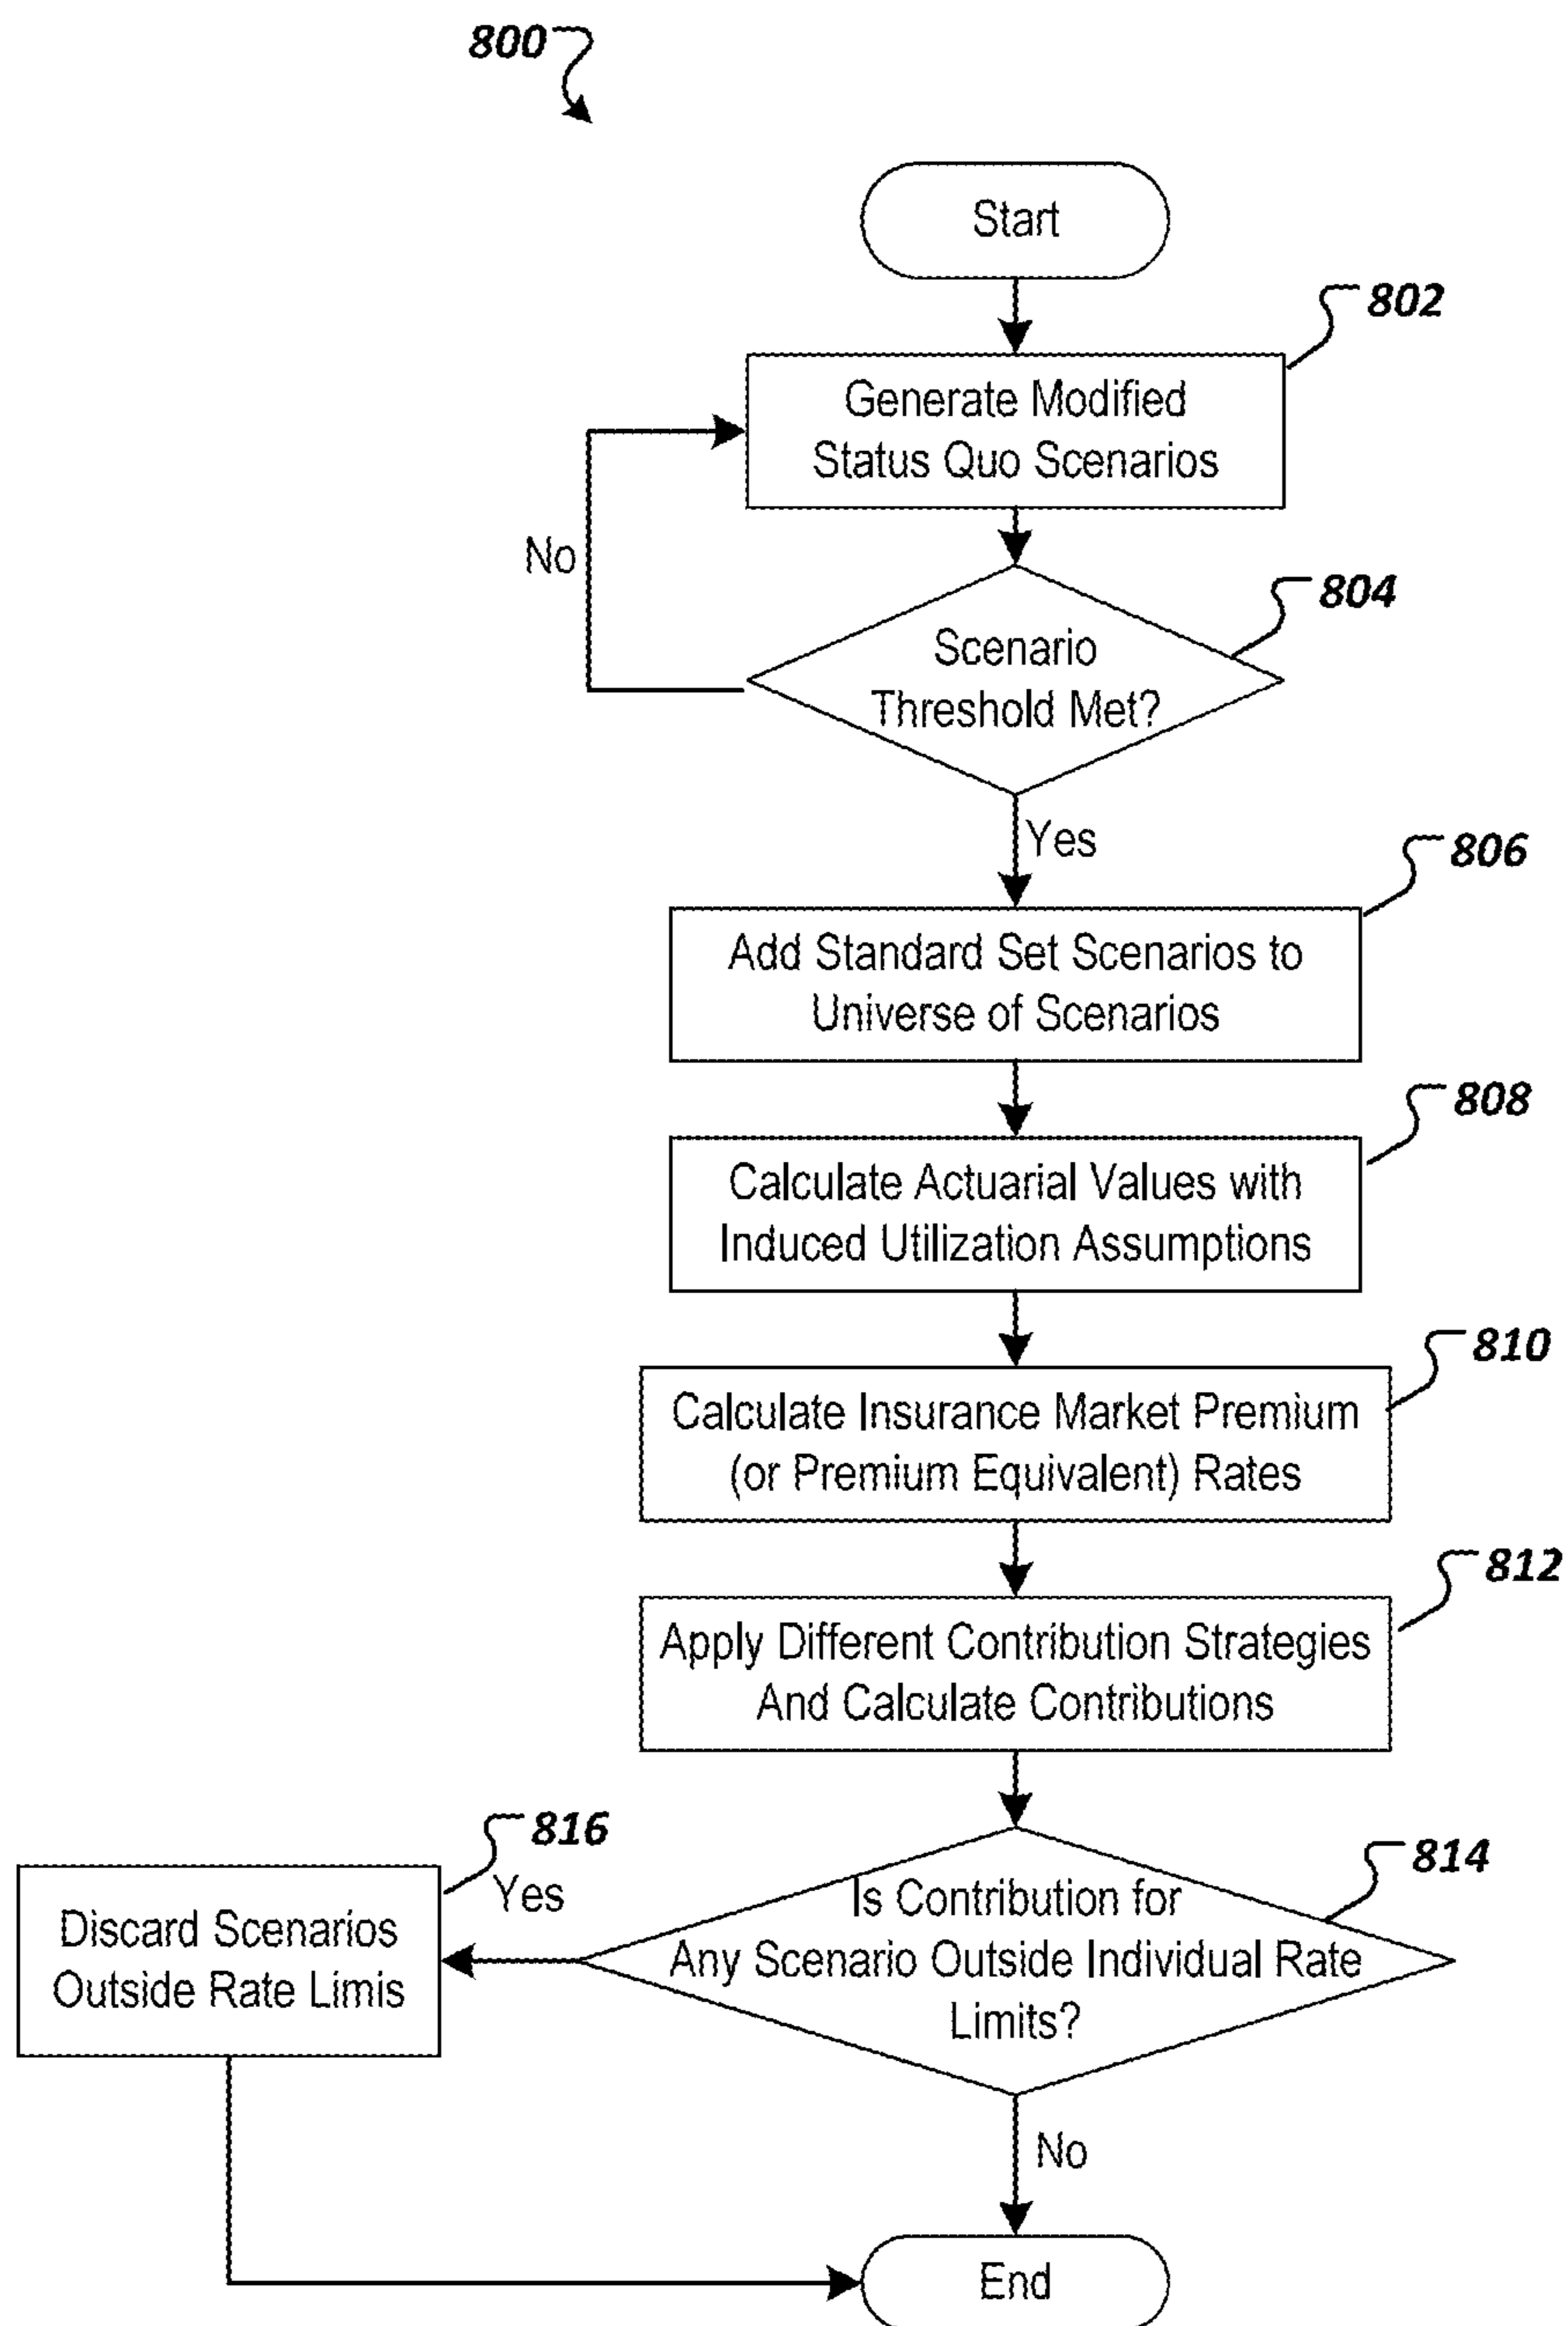 800
Start
802
Generate Modified
Status Quo Scenarios
No
804
Scenario
Threshold Met?
Yes
806
Add Standard Set Scenarios to
Universe of Scenarios
808
Calculate Actuarial Values with
Induced Utilization Assumptions
810
Calculate Insurance Market Premium
(or Premium Equivalent) Rates
812
Apply Different Contribution Strategies
And Calculate Contributions
816
Yes
814
Is Contribution for
Any Scenario Outside Individual Rate
Limits?
Discard Scenarios
Outside Rate Limis
No
End